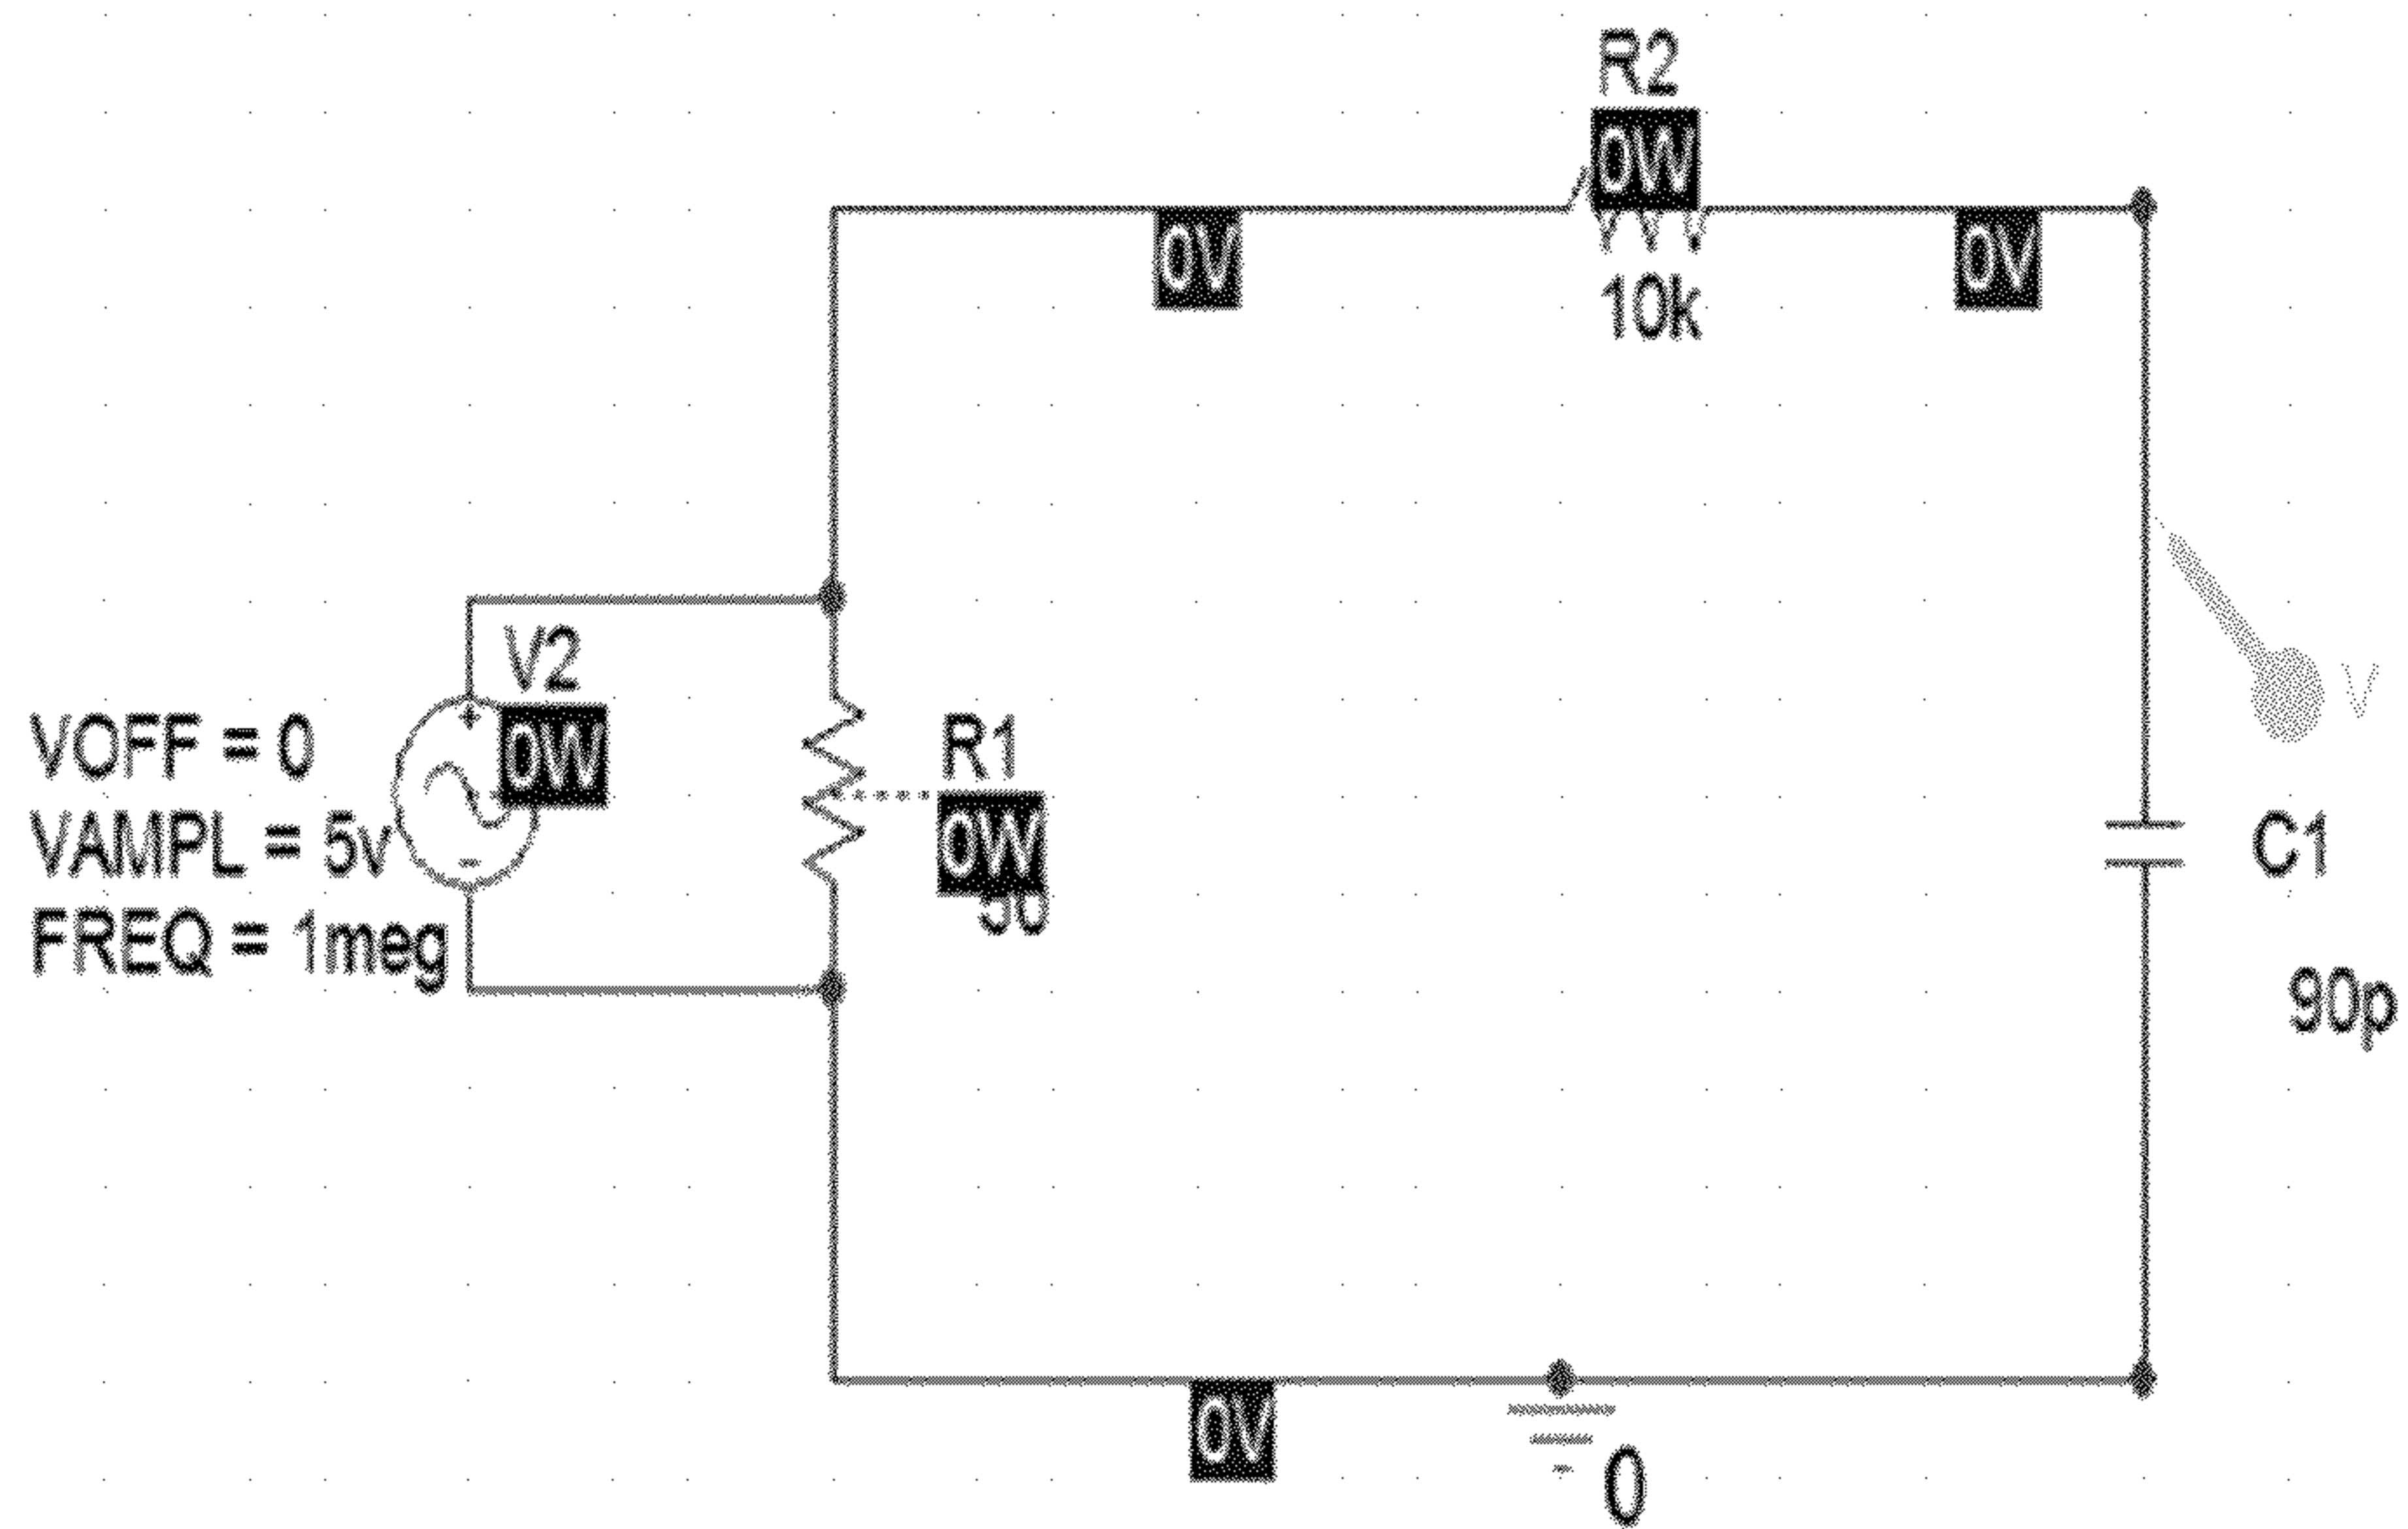 R2
0W
0V
0V
10k
V2
0W
VOFF = 0
VAMPL = 5v
FREQ = 1meg
R1
0W
V
C1
90p
0V
0